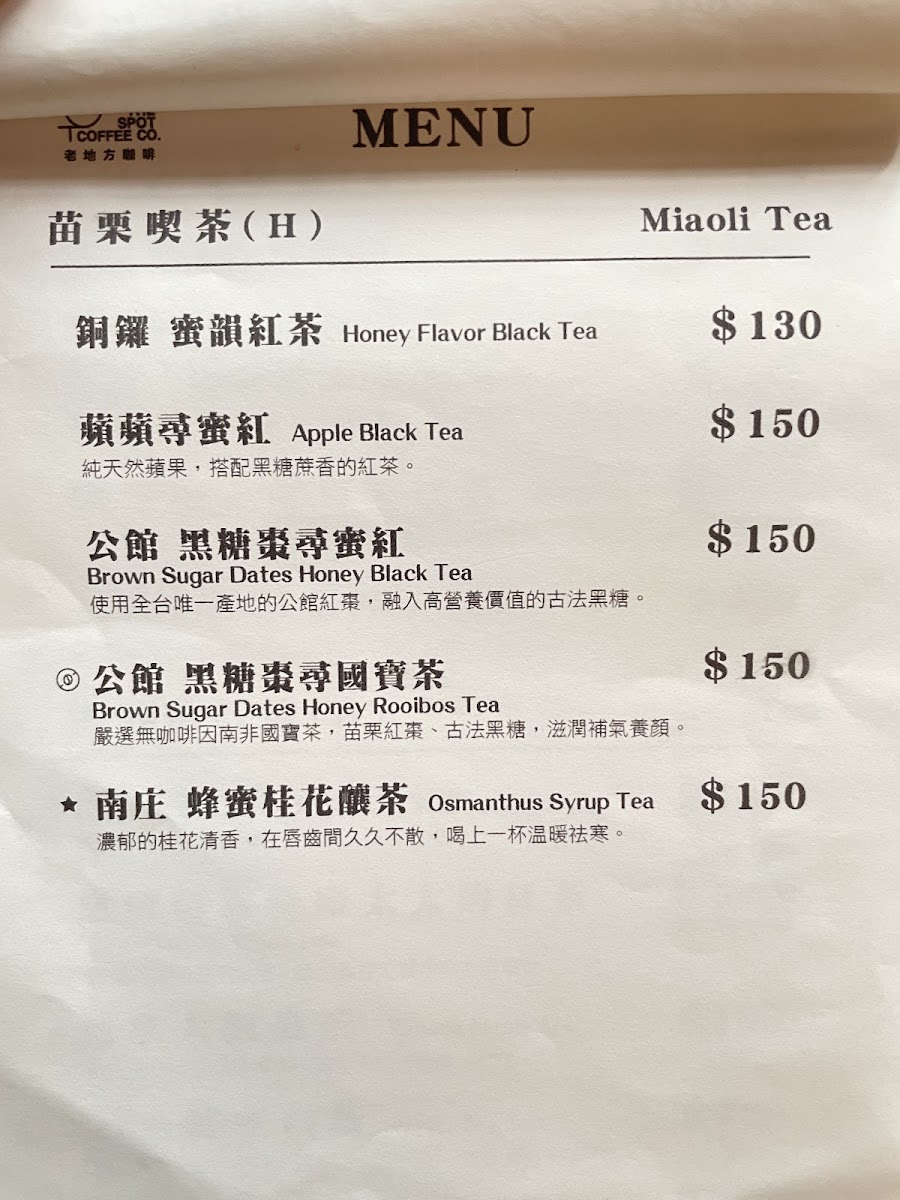 SPOT
COFFEE CO.
老地方咖啡
MENU
苗栗喫茶(H) Miaoli Tea
銅鑼 蜜韻紅茶 Honey Flavor Black Tea $130
蘋蘋尋蜜紅 Apple Black Tea $150
純天然蘋果，搭配黑糖蔗香的紅茶。
公館 黑糖棗尋蜜紅 $150
Brown Sugar Dates Honey Black Tea
使用全台唯一產地的公館紅棗，融入高營養價值的古法黑糖。
公館 黑糖棗尋國寶茶 $150
Brown Sugar Dates Honey Rooibos Tea
嚴選無咖啡因南非國寶茶，苗栗紅棗、古法黑糖，滋潤補氣養顏。
★ 南庄 蜂蜜桂花釀茶 Osmanthus Syrup Tea $150
濃郁的桂花清香，在唇齒間久久不散，喝上一杯温暖祛寒。